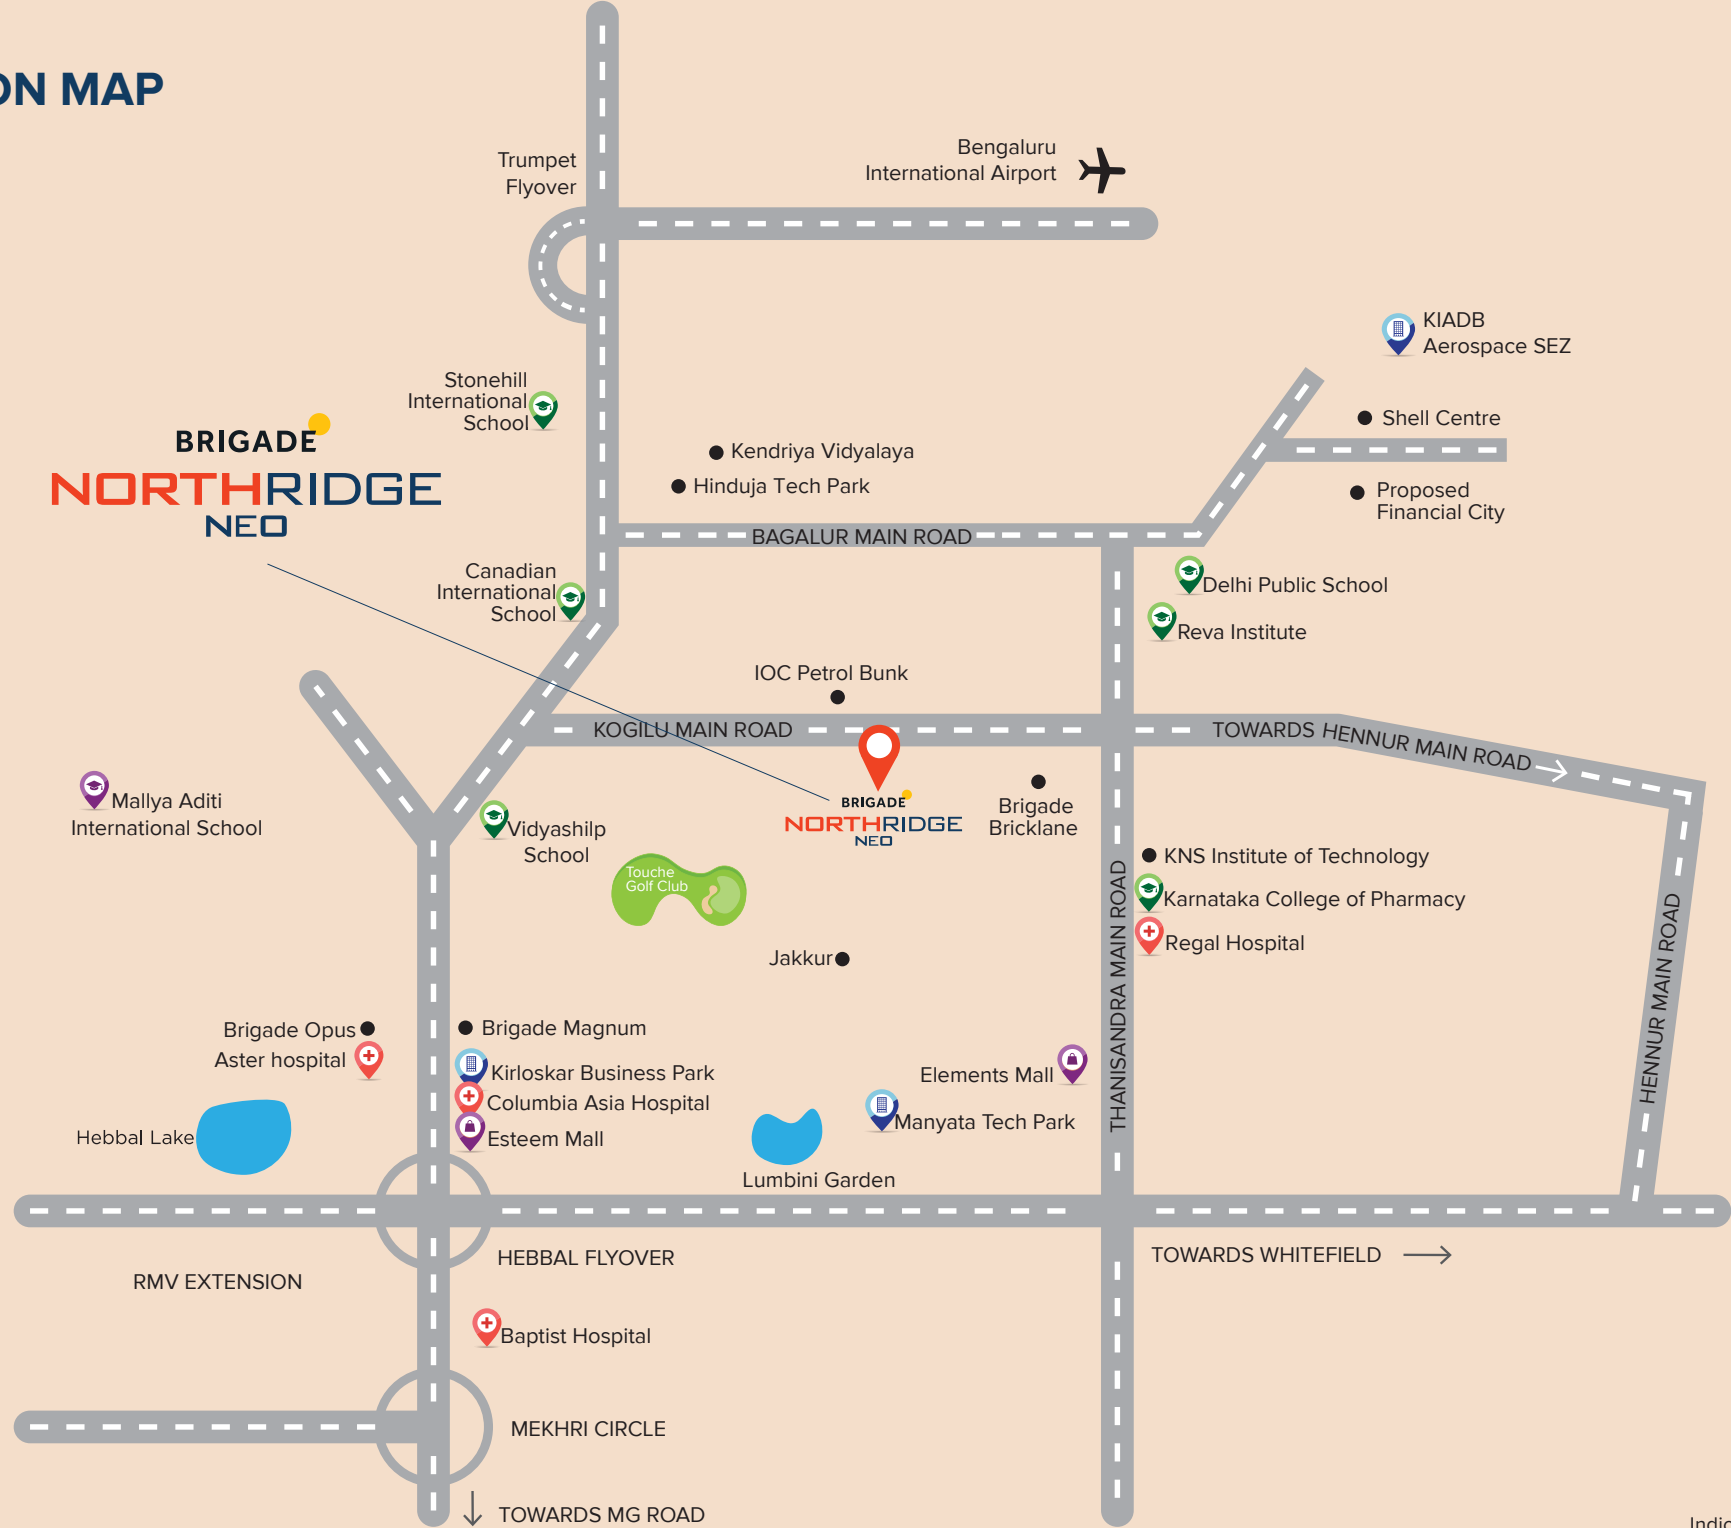 ON MAP
Trumpet
Flyover
Bengaluru
International Airport
KIADB
Aerospace SEZ
Stonehill
International
School
Shell Centre
BRIGADE
NORTHRIDGE
NEO
Kendriya Vidyalaya
Hinduja Tech Park
Proposed
Financial City
BAGALUR MAIN ROAD
Canadian
International
School
Delhi Public School
Reva Institute
IOC Petrol Bunk
KOGILU MAIN ROAD
TOWARDS HENNUR MAIN ROAD
Mallya Aditi
International School
Vidyashilp
School
BRIGADE
NORTHRIDGE
NEO
Brigade
Bricklane
Touche
Golf Club
KNS Institute of Technology
Karnataka College of Pharmacy
Regal Hospital
THANISANDRA MAIN ROAD
HENNUR MAIN ROAD
Jakkur
Brigade Opus
Aster hospital
Brigade Magnum
Kirloskar Business Park
Columbia Asia Hospital
Esteem Mall
Elements Mall
Manyata Tech Park
Hebbal Lake
Lumbini Garden
HEBBAL FLYOVER
TOWARDS WHITEFIELD
RMV EXTENSION
Baptist Hospital
MEKHRI CIRCLE
TOWARDS MG ROAD
Indic